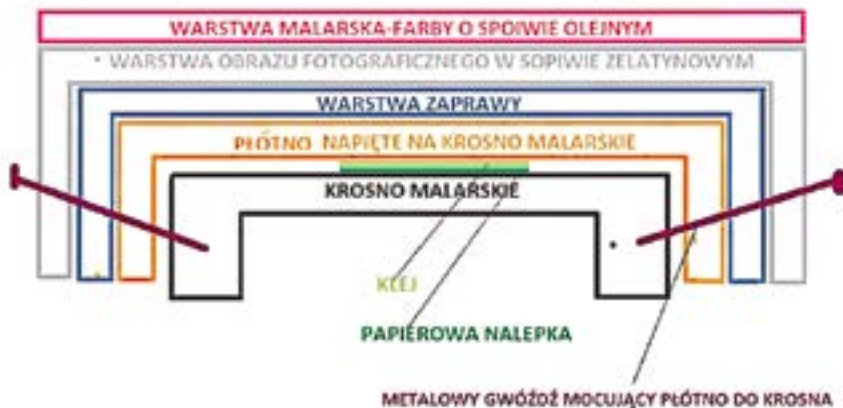 WARSTWA MALARSKA-FARBY O SPOIWIE OLEJNYM
WARSTWA OBRAZU FOTOGRAFICZNEGO W SOPIWIE ŻELATYNOWYM
WARSTWA ZAPRAWY
PŁÓTNO NAPIĘTE NA KROSNO MALARSKIE
KROSNO MALARSKIE
KLEJ
PAPIEROWA NALEPKA
METALOWY GWÓŹDŹ MOCUJĄCY PŁÓTNO DO KROSNA